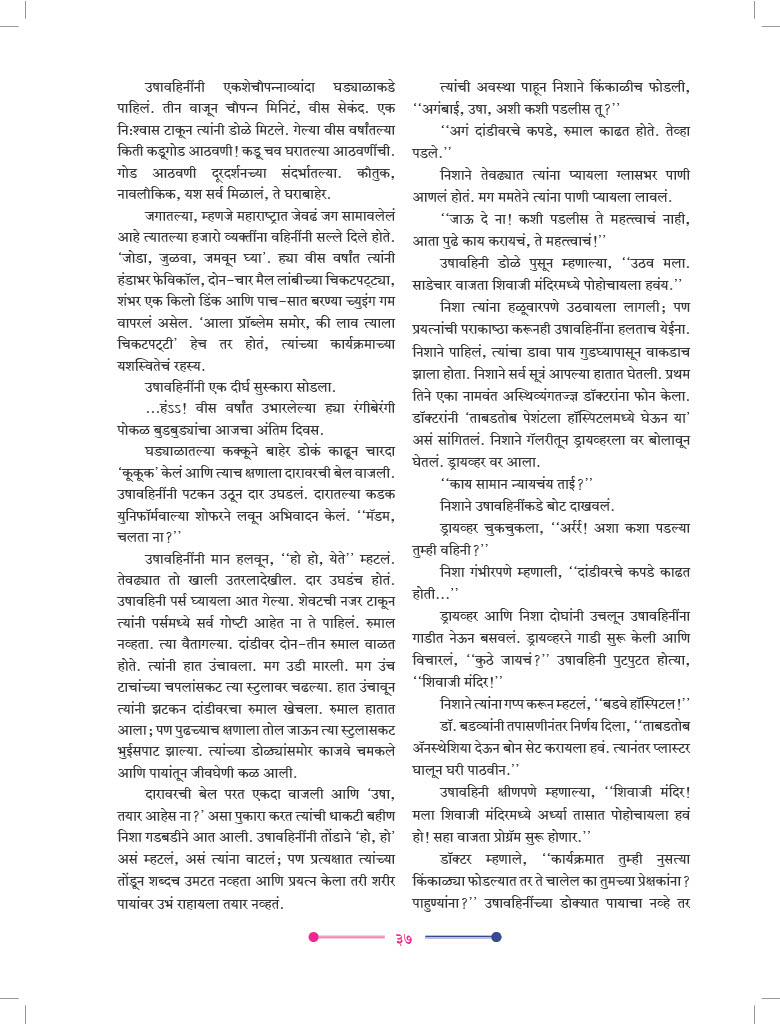 उषावहिनींनी एकशेचौपन्नाव्यांदा घड्याळाकडे
पाहिलं. तीन वाजून चौपन्न मिनिटं, वीस सेकंद. एक
निःश्वास टाकून त्यांनी डोळे मिटले. गेल्या वीस वर्षांतल्या
किती कडूगोड आठवणी! कडू चव घरातल्या आठवणींची.
गोड आठवणी दूरदर्शनच्या संदर्भातल्या. कौतुक,
नावलौकिक, यश सर्व मिळालं, ते घराबाहेर.
जगातल्या, म्हणजे महाराष्ट्रात जेवढं जग सामावलेलं
आहे त्यातल्या हजारो व्यक्तींना वहिनींनी सल्ले दिले होते.
‘जोडा, जुळवा, जमवून घ्या’. ह्या वीस वर्षांत त्यांनी
हंडाभर फेविकॉल, दोन-चार मैल लांबीच्या चिकटपट्ट्या,
शंभर एक किलो डिंक आणि पाच-सात बरण्या च्युइंग गम
वापरलं असेल. ‘आला प्रॉब्लेम समोर, की लाव त्याला
चिकटपट्टी’ हेच तर होतं, त्यांच्या कार्यक्रमाच्या
यशस्वितेचं रहस्य.
उषावहिनींनी एक दीर्घ सुस्कारा सोडला.
...हंऽऽ! वीस वर्षांत उभारलेल्या ह्या रंगीबेरंगी
पोकळ बुडबुड्यांचा आजचा अंतिम दिवस.
घड्याळातल्या कक्कूने बाहेर डोकं काढून चारदा
‘कूकूक’ केलं आणि त्याच क्षणाला दारावरची बेल वाजली.
उषावहिनींनी पटकन उठून दार उघडलं. दारातल्या कडक
युनिफॉर्मवाल्या शोफरने लवून अभिवादन केलं. ‘‘मॅडम,
चलता ना?’’
उषावहिनींनी मान हलवून, ‘‘हो हो, येते’’ म्हटलं.
तेवढ्यात तो खाली उतरलादेखील. दार उघडंच होतं.
उषावहिनी पर्स घ्यायला आत गेल्या. शेवटची नजर टाकून
त्यांनी पर्समध्ये सर्व गोष्टी आहेत ना ते पाहिलं. रुमाल
नव्हता. त्या वैतागल्या. दांडीवर दोन-तीन रुमाल वाळत
होते. त्यांनी हात उंचावला. मग उडी मारली. मग उंच
टाचांच्या चपलांसकट त्या स्टुलावर चढल्या. हात उंचावून
त्यांनी झटकन दांडीवरचा रुमाल खेचला. रुमाल हातात
आला; पण पुढच्याच क्षणाला तोल जाऊन त्या स्टुलासकट
भुईसपाट झाल्या. त्यांच्या डोळ्यांसमोर काजवे चमकले
आणि पायांतून जीवघेणी कळ आली.
दारावरची बेल परत एकदा वाजली आणि ‘उषा,
तयार आहेस ना?’ असा पुकारा करत त्यांची धाकटी बहीण
निशा गडबडीने आत आली. उषावहिनींनी तोंडाने ‘हो, हो’
असं म्हटलं, असं त्यांना वाटलं; पण प्रत्यक्षात त्यांच्या
तोंडून शब्दच उमटत नव्हता आणि प्रयत्न केला तरी शरीर
पायांवर उभं राहायला तयार नव्हतं.
त्यांची अवस्था पाहून निशाने किंकाळीच फोडली,
‘‘अगंबाई, उषा, अशी कशी पडलीस तू?’’
‘‘अगं दांडीवरचे कपडे, रुमाल काढत होते. तेव्हा
पडले.’’
निशाने तेवढ्यात त्यांना प्यायला ग्लासभर पाणी
आणलं होतं. मग ममतेने त्यांना पाणी प्यायला लावलं.
‘‘जाऊ दे ना! कशी पडलीस ते महत्त्वाचं नाही,
आता पुढे काय करायचं, ते महत्त्वाचं!’’
उषावहिनी डोळे पुसून म्हणाल्या, ‘‘उठव मला.
साडेचार वाजता शिवाजी मंदिरमध्ये पोहोचायला हवंय.’’
निशा त्यांना हळूवारपणे उठवायला लागली; पण
प्रयत्नांची पराकाष्ठा करूनही उषावहिनींना हलताच येईना.
निशाने पाहिलं, त्यांचा डावा पाय गुडघ्यापासून वाकडाच
झाला होता. निशाने सर्व सूत्रं आपल्या हातात घेतली. प्रथम
तिने एका नामवंत अस्थिव्यंगतज्ज्ञ डॉक्टरांना फोन केला.
डॉक्टरांनी ‘ताबडतोब पेशंटला हॉस्पिटलमध्ये घेऊन या’
असं सांगितलं. निशाने गॅलरीतून ड्रायव्हरला वर बोलावून
घेतलं. ड्रायव्हर वर आला.
‘‘काय सामान न्यायचंय ताई?’’
निशाने उषावहिनींकडे बोट दाखवलं.
ड्रायव्हर चुकचुकला, ‘‘अर्रर्र! अशा कशा पडल्या
तुम्ही वहिनी?’’
निशा गंभीरपणे म्हणाली, ‘‘दांडीवरचे कपडे काढत
होती...’’
ड्रायव्हर आणि निशा दोघांनी उचलून उषावहिनींना
गाडीत नेऊन बसवलं. ड्रायव्हरने गाडी सुरू केली आणि
विचारलं, ‘‘कुठे जायचं?’’ उषावहिनी पुटपुटत होत्या,
‘‘शिवाजी मंदिर!’’
निशाने त्यांना गप्प करून म्हटलं, ‘‘बडवे हॉस्पिटल!’’
डॉ. बडव्यांनी तपासणीनंतर निर्णय दिला, ‘‘ताबडतोब
ॲनस्थेशिया देऊन बोन सेट करायला हवं. त्यानंतर प्लास्टर
घालून घरी पाठवीन.’’
उषावहिनी क्षीणपणे म्हणाल्या, ‘‘शिवाजी मंदिर!
मला शिवाजी मंदिरमध्ये अर्ध्या तासात पोहोचायला हवं
हो! सहा वाजता प्रोग्रॅम सुरू होणार.’’
डॉक्टर म्हणाले, ‘‘कार्यक्रमात तुम्ही नुसत्या
किंकाळ्या फोडल्यात तर ते चालेल का तुमच्या प्रेक्षकांना?
पाहुण्यांना?’’ उषावहिनींच्या डोक्यात पायाचा नव्हे तर
३७